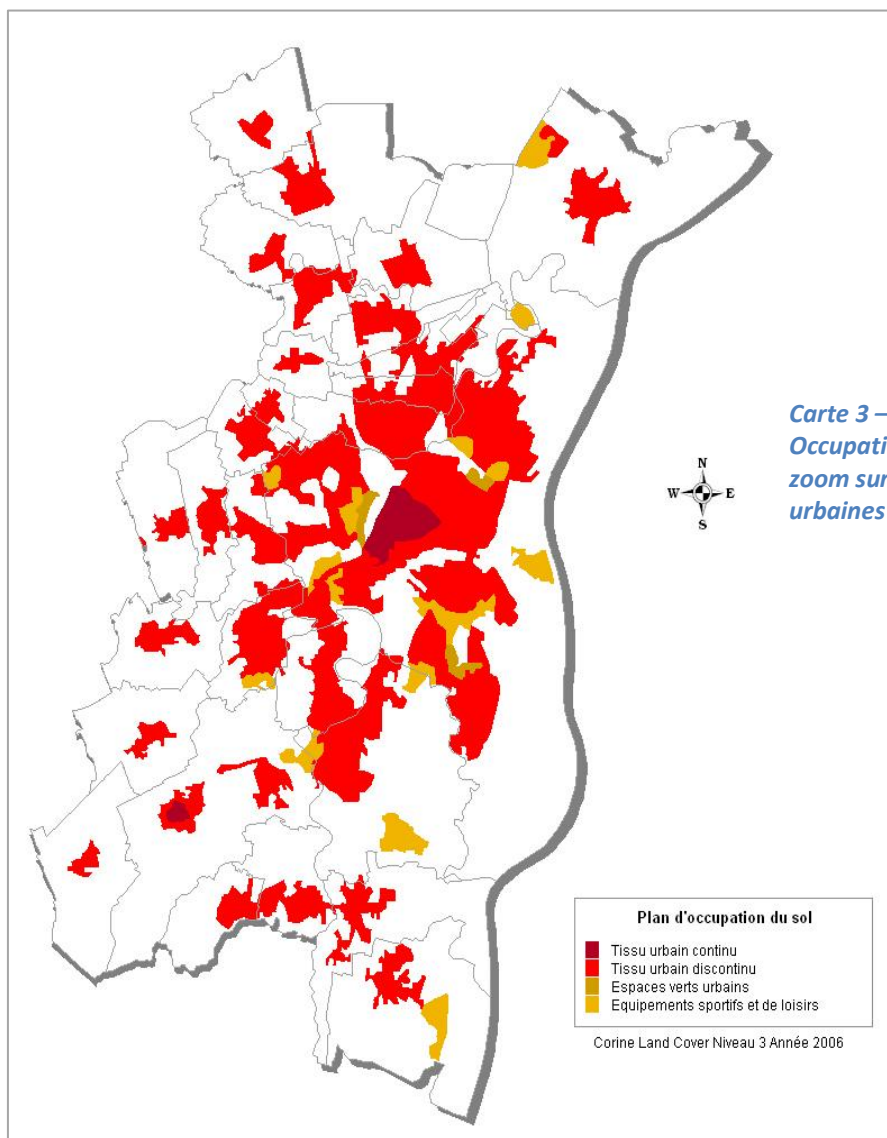 Carte 3 –
Occupati
zoom sur
urbaines
N
W E
S
Plan d'occupation du sol
Tissu urbain continu
Tissu urbain discontinu
Espaces verts urbains
Equipements sportifs et de loisirs
Corine Land Cover Niveau 3 Année 2006